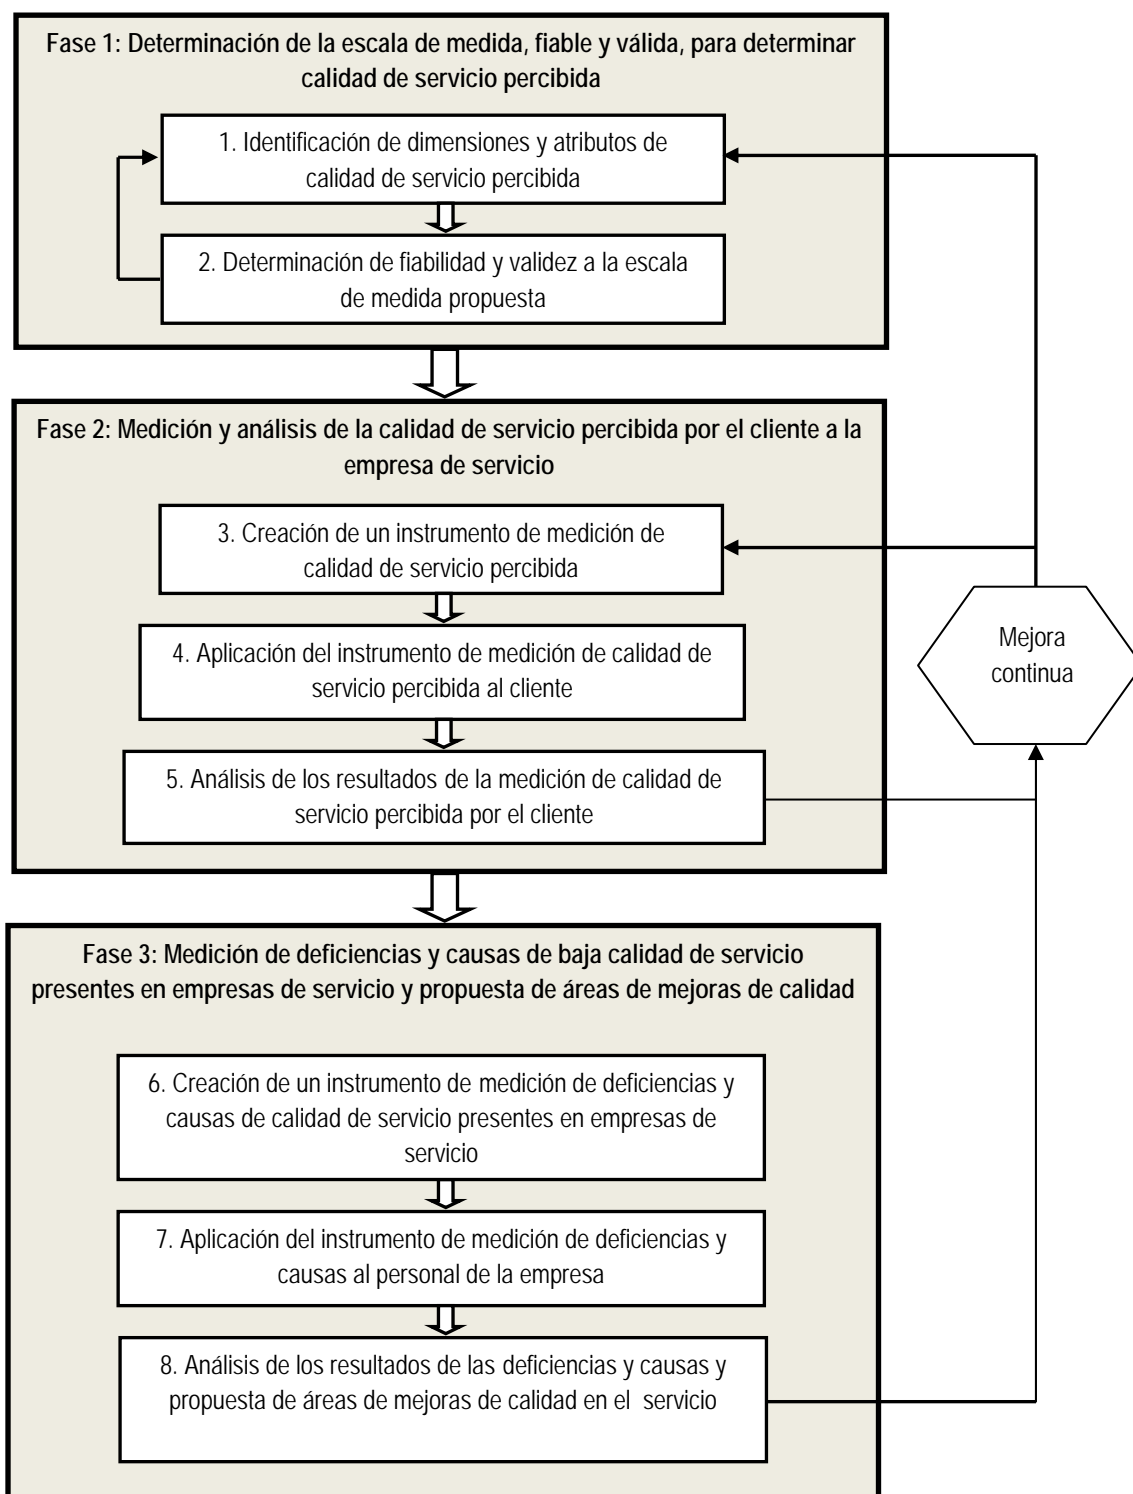 Fase 1: Determinación de la escala de medida, fiable y válida, para determinar
calidad de servicio percibida
1. Identificación de dimensiones y atributos de
calidad de servicio percibida
2. Determinación de fiabilidad y validez a la escala
de medida propuesta
Fase 2: Medición y análisis de la calidad de servicio percibida por el cliente a la
empresa de servicio
3. Creación de un instrumento de medición de
calidad de servicio percibida
4. Aplicación del instrumento de medición de calidad de
servicio percibida al cliente
5. Análisis de los resultados de la medición de calidad de
servicio percibida por el cliente
Mejora
continua
Fase 3: Medición de deficiencias y causas de baja calidad de servicio
presentes en empresas de servicio y propuesta de áreas de mejoras de calidad
6. Creación de un instrumento de medición de deficiencias y
causas de calidad de servicio presentes en empresas de
servicio
7. Aplicación del instrumento de medición de deficiencias y
causas al personal de la empresa
8. Análisis de los resultados de las deficiencias y causas y
propuesta de áreas de mejoras de calidad en el servicio